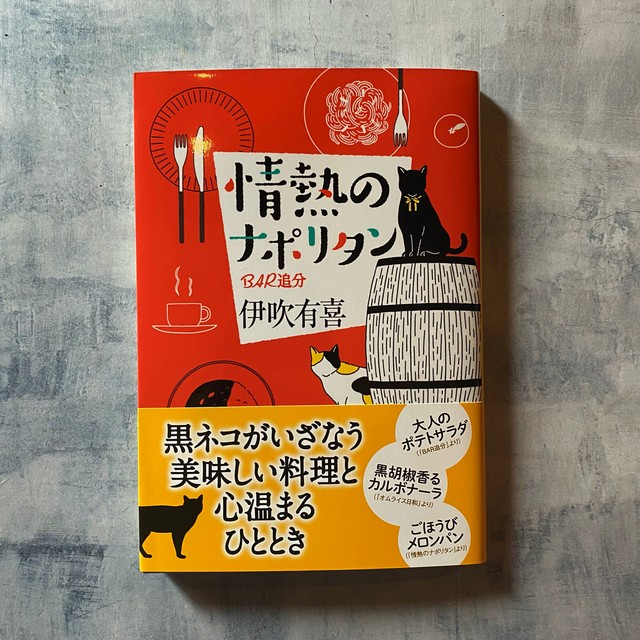 情熱の
ナポリタン
BAR追分
伊吹有喜
黒ネコがいざなう
美味しい料理と
心温まる
ひととき
大人の
ポテトサラダ
(「BAR追分」より)
黒胡椒香る
カルボナーラ
(「オムライス日和」より)
ごほうび
メロンパン
(「情熱のナポリタン」より)